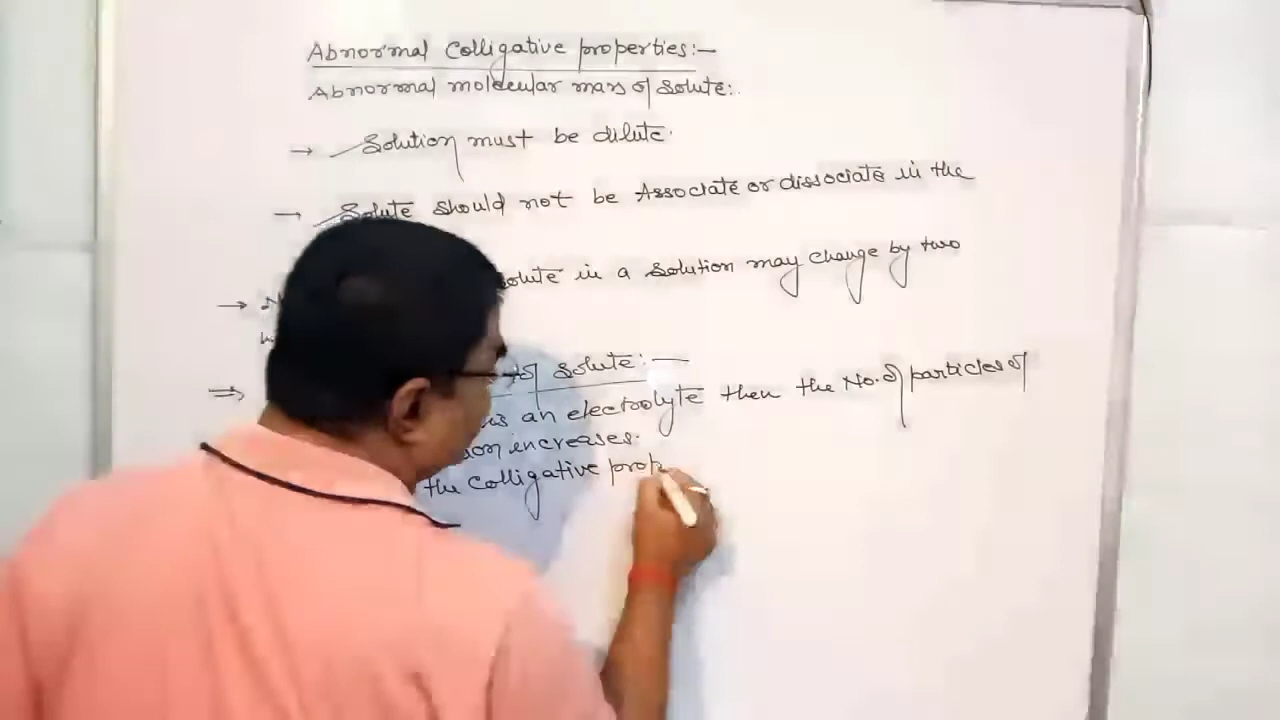 Abnormal Colligative properties:-
Abnormal molecular mass of Solute:.
→ Solution must be dilute.
→ Solute should not be Associate or dissociate in the
→ solute in a solution may change by two
⇒ of solute:-
is an electrolyte then the No. of particles of
increases.
the Colligative prop